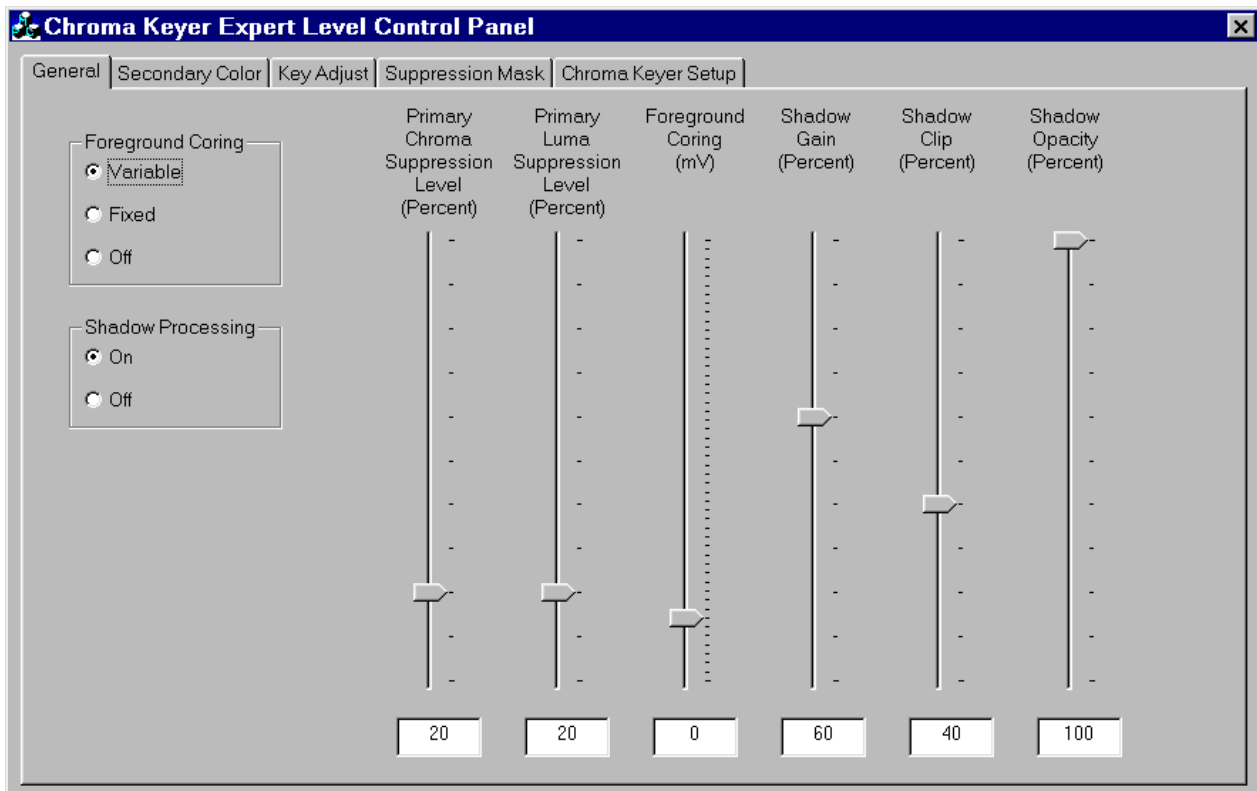 Chroma Keyer Expert Level Control Panel
General
Secondary Color
Key Adjust
Suppression Mask
Chroma Keyer Setup
Foreground Coring
Variable
Fixed
Off
Shadow Processing
On
Off
Primary
Chroma
Suppression
Level
(Percent)
Primary
Luma
Suppression
Level
(Percent)
Foreground
Coring
(mV)
Shadow
Gain
(Percent)
Shadow
Clip
(Percent)
Shadow
Opacity
(Percent)
20
20
0
60
40
100